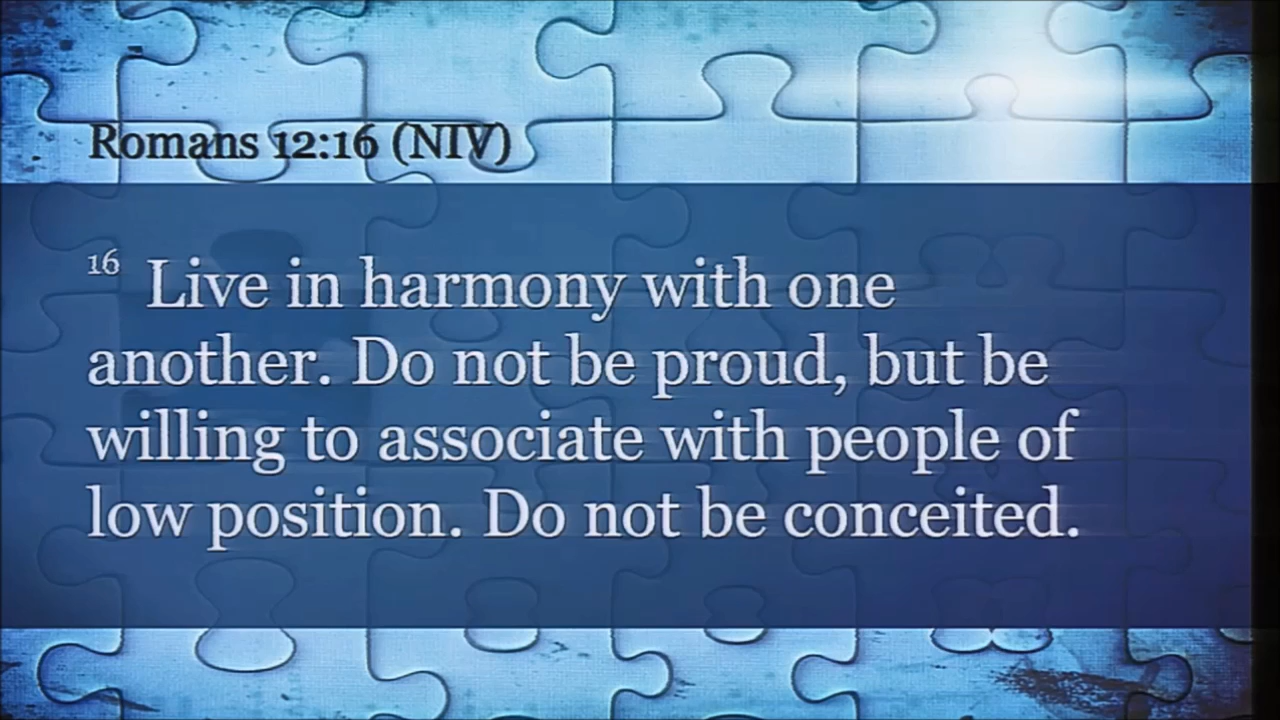 Romans 12:16 (NIV)
16 Live in harmony with one
another. Do not be proud, but be
willing to associate with people of
low position. Do not be conceited.